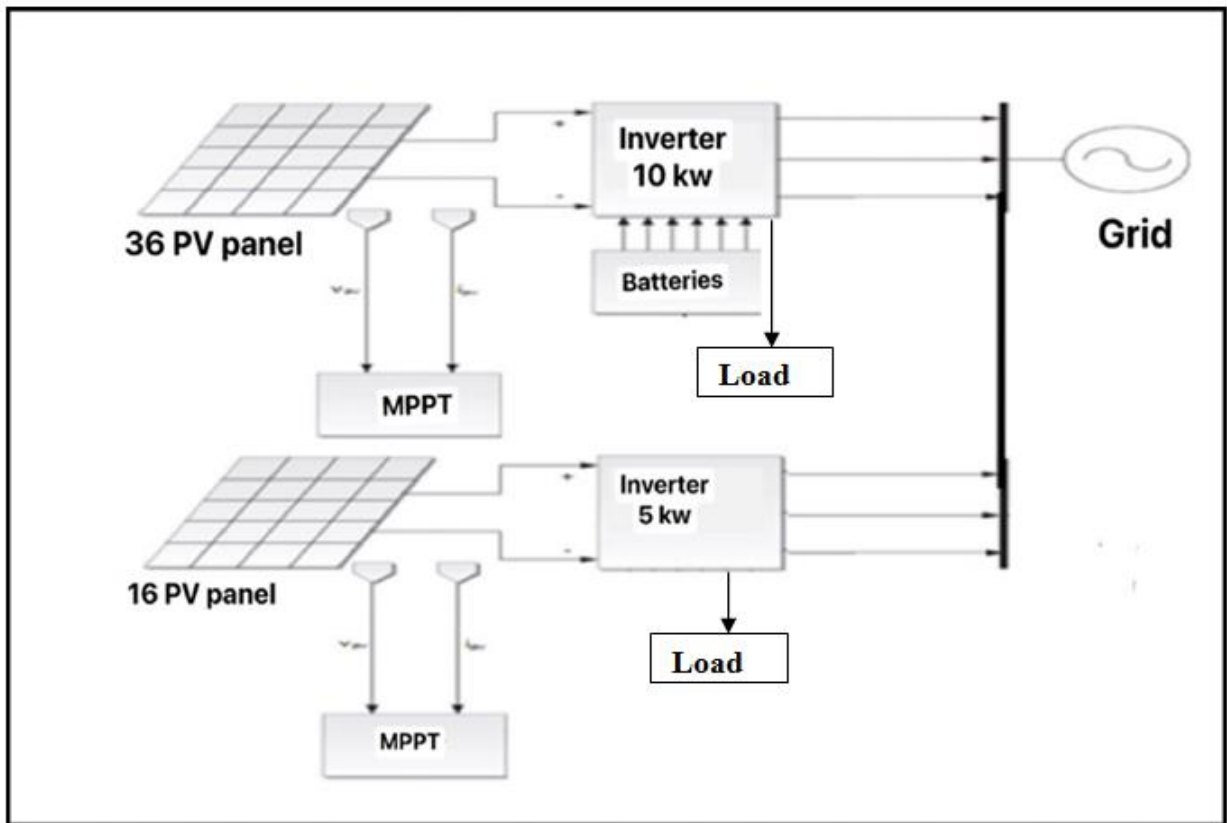 Inverter
10 kw
+
-
36 PV panel
Batteries
Grid
Load
MPPT
Inverter
5 kw
+
-
16 PV panel
Load
MPPT